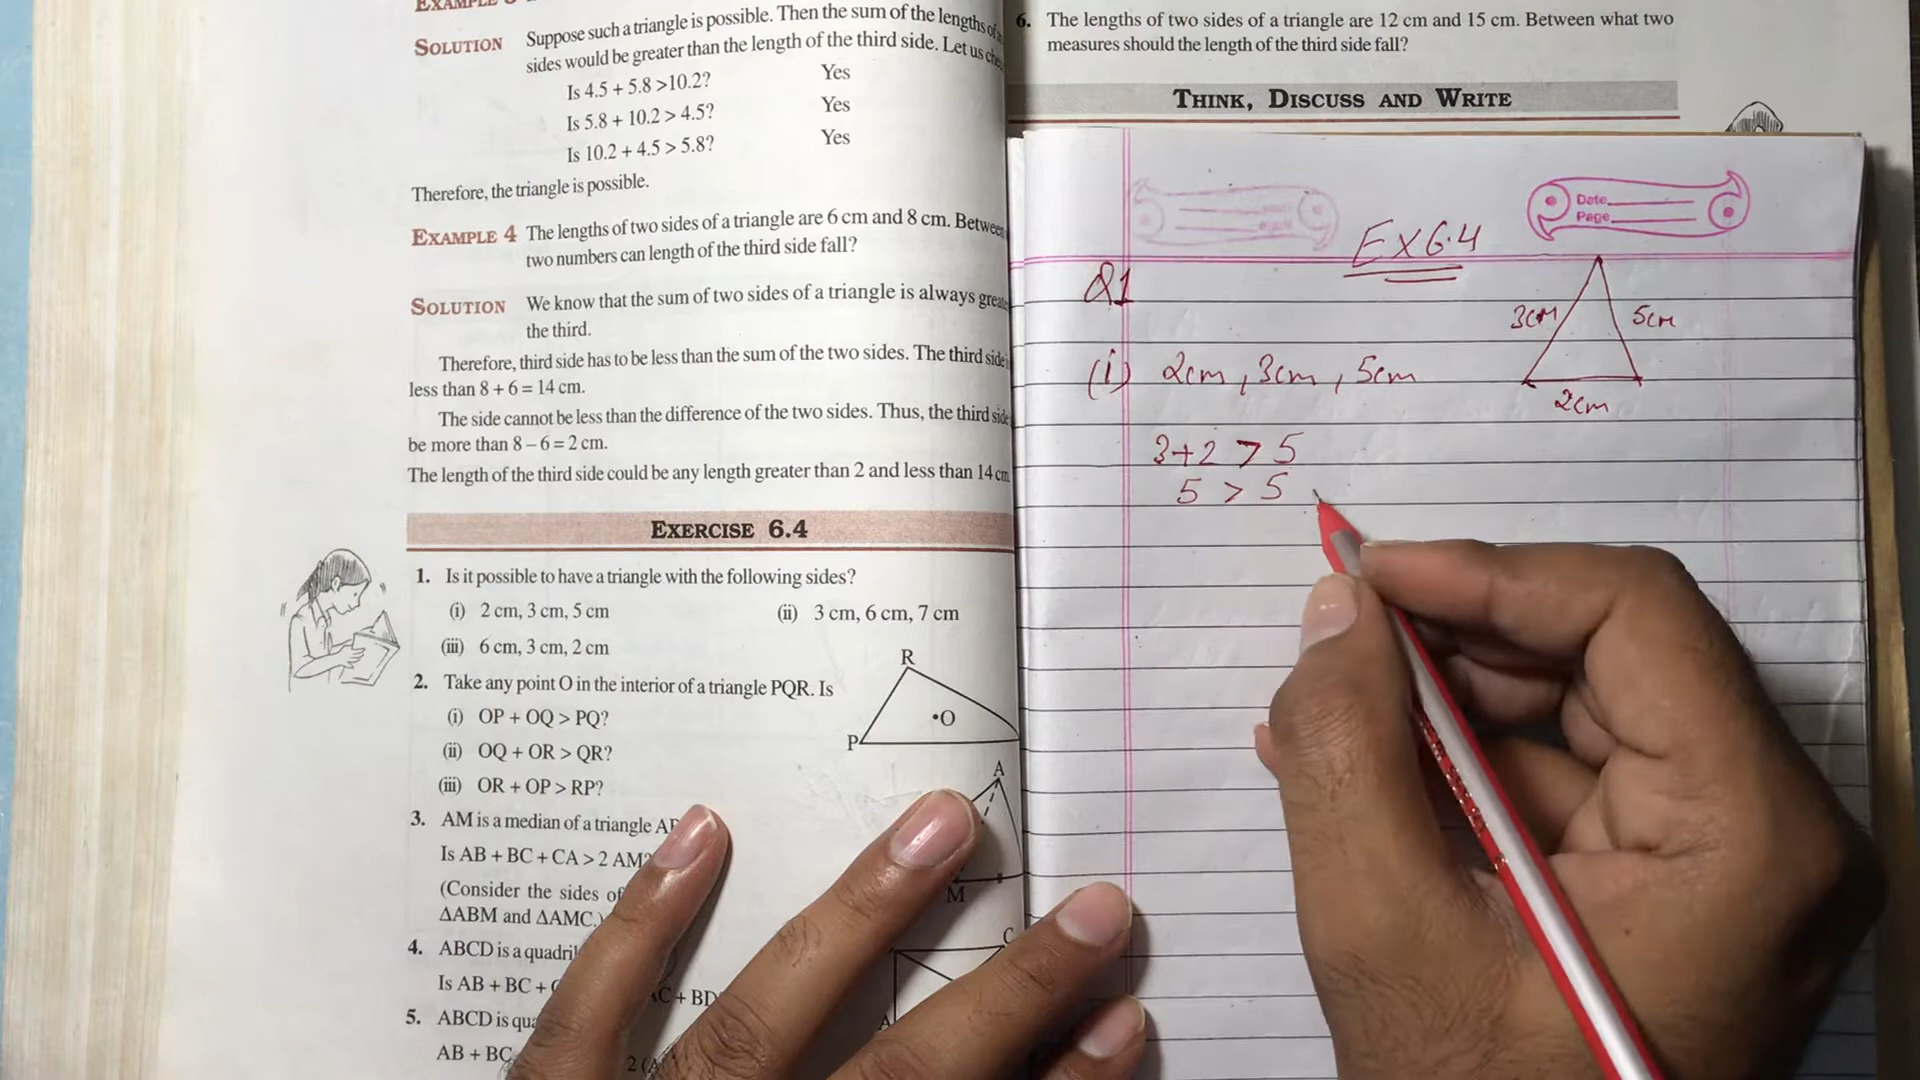 SOLUTION Suppose such a triangle is possible. Then the sum of the lengths of
sides would be greater than the length of the third side. Let us
Is 4.5 + 5.8 >10.2? Yes
Is 5.8 + 10.2 > 4.5? Yes
Is 10.2 + 4.5 > 5.8? Yes
Therefore, the triangle is possible.
EXAMPLE 4 The lengths of two sides of a triangle are 6 cm and 8 cm.
two numbers can length of the third side fall?
SOLUTION We know that the sum of two sides of a triangle is always
the third.
Therefore, third side has to be less than the sum of the two sides. The third side
less than 8 + 6 = 14 cm.
The side cannot be less than the difference of the two sides. Thus, the third side
be more than 8 – 6 = 2 cm.
The length of the third side could be any length greater than 2 and less than 14 cm
EXERCISE 6.4
1. Is it possible to have a triangle with the following sides?
(i) 2 cm, 3 cm, 5 cm (ii) 3 cm, 6 cm, 7 cm
(iii) 6 cm, 3 cm, 2 cm
2. Take any point O in the interior of a triangle PQR. Is
(i) OP + OQ > PQ?
(ii) OQ + OR > QR?
(iii) OR + OP > RP?
R
•O
P
3. AM is a median of a triangle
Is AB + BC + CA > 2 AM?
(Consider the sides of
ΔABM and ΔAMC.)
A
M
4. ABCD is a
Is AB + BC +
C + BD
C
A
5. ABCD is
AB + BC
6. The lengths of two sides of a triangle are 12 cm and 15 cm. Between what two
measures should the length of the third side fall?
THINK, DISCUSS AND WRITE
Date
Page
EX 6.4
Q1
3cm 5cm
2cm
(i) 2cm, 3cm, 5cm
3+2 > 5
5 > 5